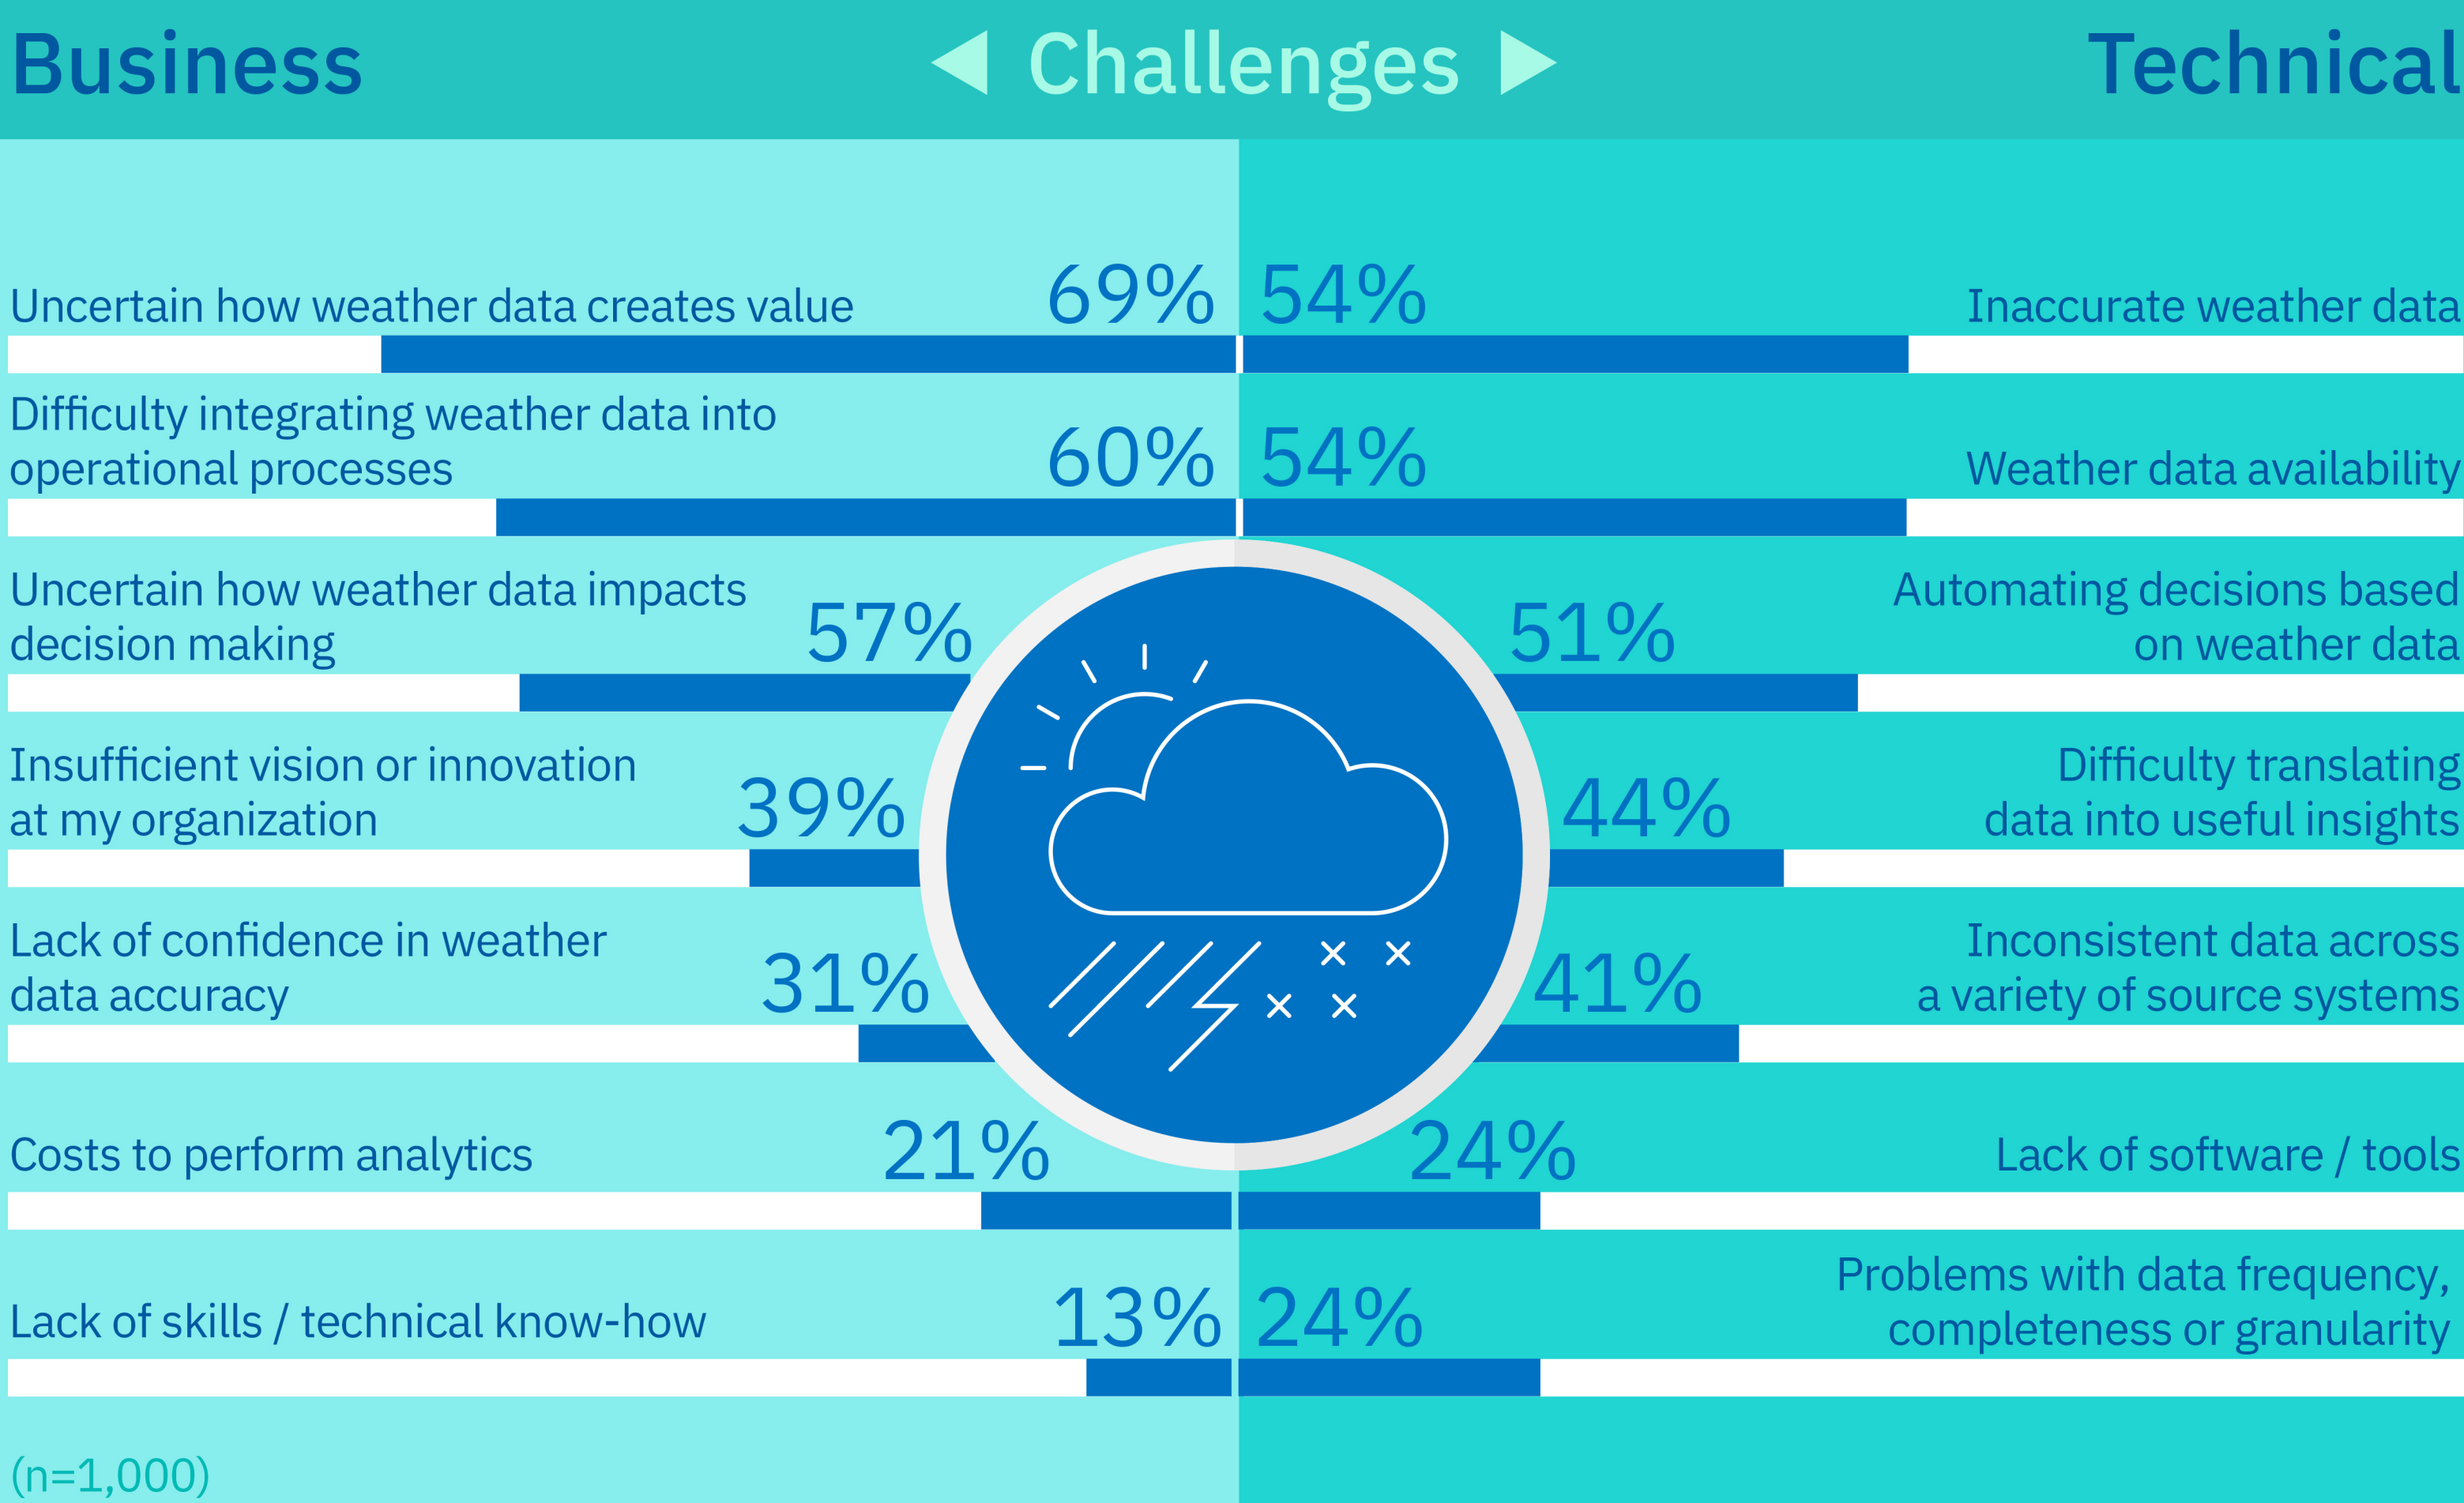 Business
Challenges
Technical
Uncertain how weather data creates value
69%
54%
Inaccurate weather data
Difficulty integrating weather data into
operational processes
60%
54%
Weather data availability
Uncertain how weather data impacts
decision making
57%
51%
Automating decisions based
on weather data
Insufficient vision or innovation
at my organization
39%
44%
Difficulty translating
data into useful insights
Lack of confidence in weather
data accuracy
31%
41%
Inconsistent data across
a variety of source systems
Costs to perform analytics
21%
24%
Lack of software / tools
Lack of skills / technical know-how
13%
24%
Problems with data frequency,
completeness or granularity
(n=1,000)